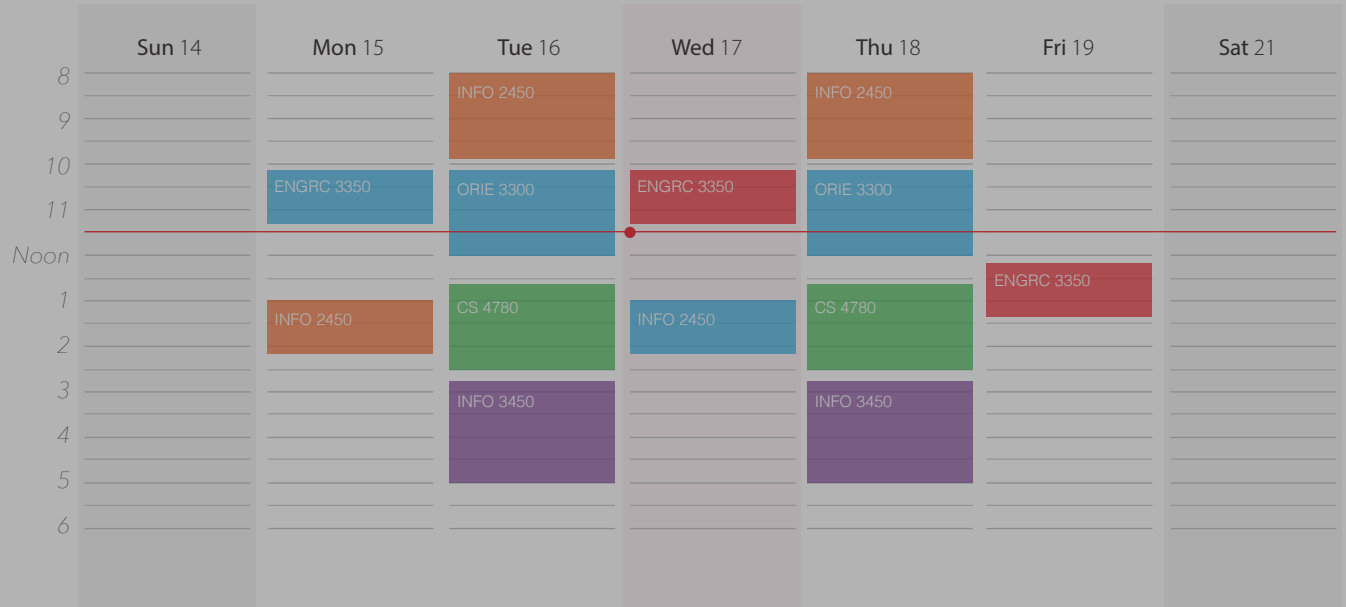 Sun 14
Mon 15
Tue 16
Wed 17
Thu 18
Fri 19
Sat 21
8
INFO 2450
INFO 2450
9
10
ENGRC 3350
ORIE 3300
ENGRC 3350
ORIE 3300
11
Noon
ENGRC 3350
1
INFO 2450
CS 4780
INFO 2450
CS 4780
2
3
INFO 3450
INFO 3450
4
5
6